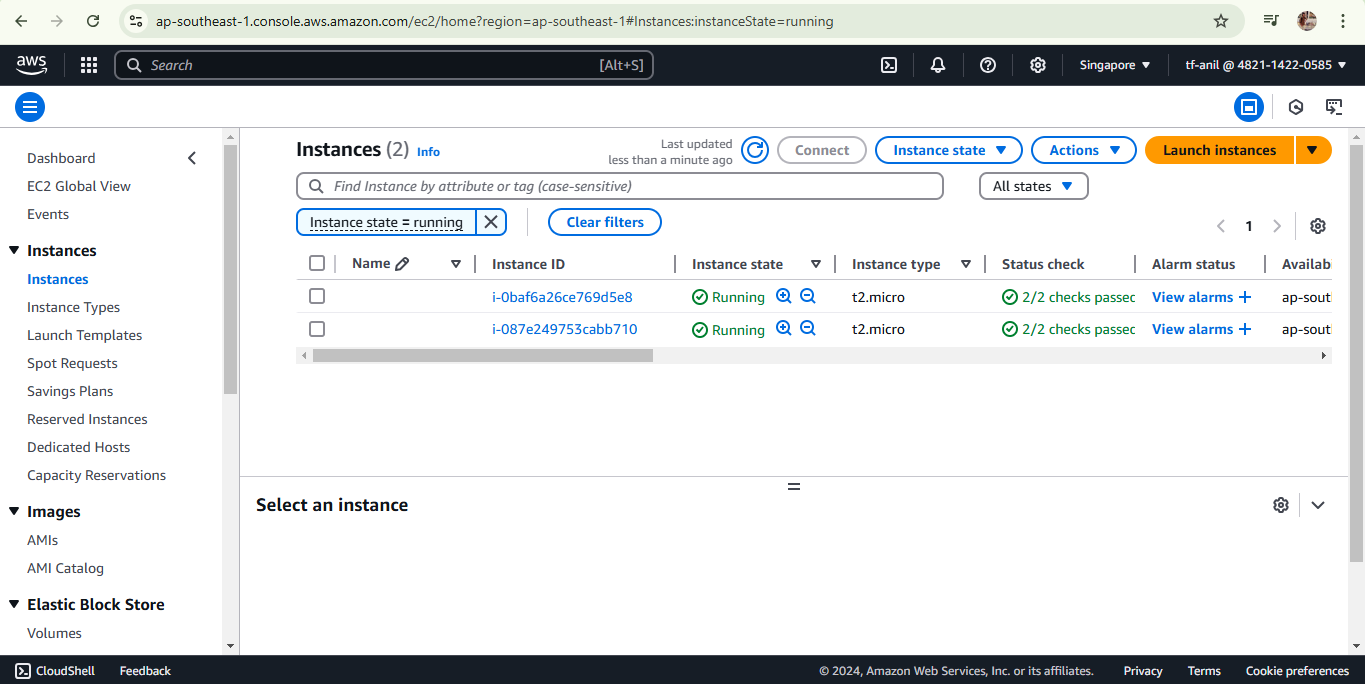 ap-southeast-1.console.aws.amazon.com/ec2/home?region=ap-southeast-1#Instances:instanceState=running
aws
Search [Alt+S]
Singapore
tf-anil @ 4821-1422-0585
Dashboard
EC2 Global View
Events
Instances
Instances
Instance Types
Launch Templates
Spot Requests
Savings Plans
Reserved Instances
Dedicated Hosts
Capacity Reservations
Images
AMIs
AMI Catalog
Elastic Block Store
Volumes
Instances (2) Info
Last updated
less than a minute ago
Connect
Instance state
Actions
Launch instances
Find Instance by attribute or tag (case-sensitive)
All states
Instance state = running
Clear filters
1
Name Instance ID Instance state Instance type Status check Alarm status Availab
i-0baf6a26ce769d5e8 Running t2.micro 2/2 checks passec View alarms + ap-sout
i-087e249753cabb710 Running t2.micro 2/2 checks passec View alarms + ap-sout
Select an instance
CloudShell Feedback © 2024, Amazon Web Services, Inc. or its affiliates. Privacy Terms Cookie preferences